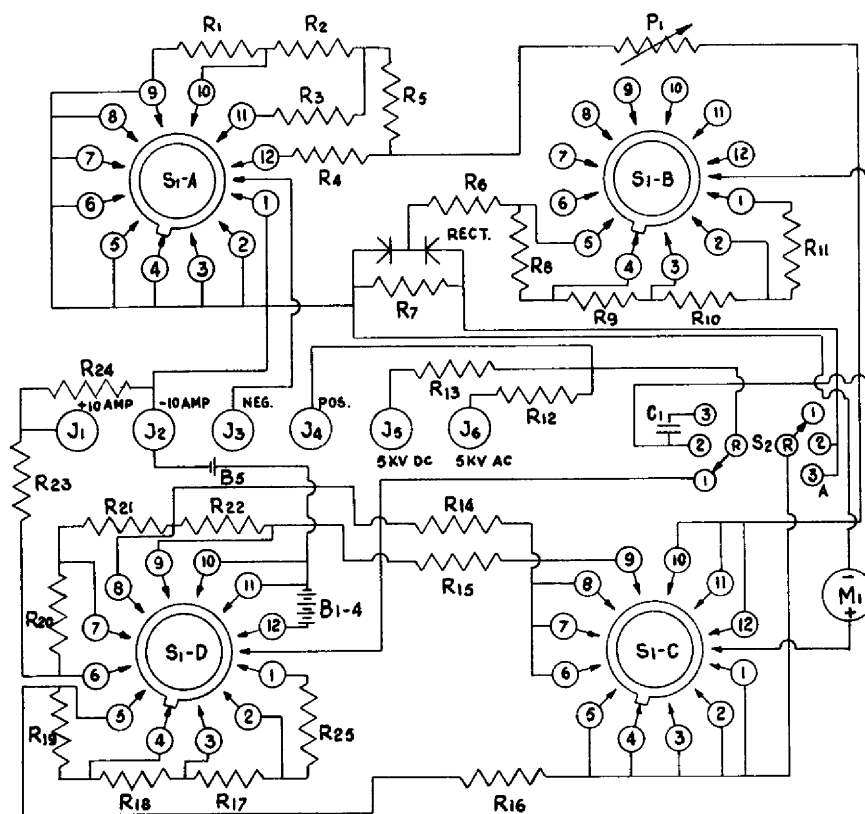 R1 R2 P1
9 10 R3 R5 9 10
8 11 8 11
7 12 R4 7 12
S1-A S1-B
6 1 R6 6 1
5 4 3 2 RECT. 5 4 3 2
R8 R11
R7 R9 R10
R24
+10 AMP -10 AMP NEG. POS. R13 R12
J1 J2 J3 J4 J5 J6 C1 3 2 R S2 R 1 2 3 A
5KV DC 5KV AC
R23 B5 1
R21 R22 R14
8 9 10 R15 9 10
11 8 11
B1-4 M1 - +
R20 7 12 7 12
S1-D S1-C
6 1 6 1
5 4 3 2 5 4 3 2
R19 R25
R18 R17 R16